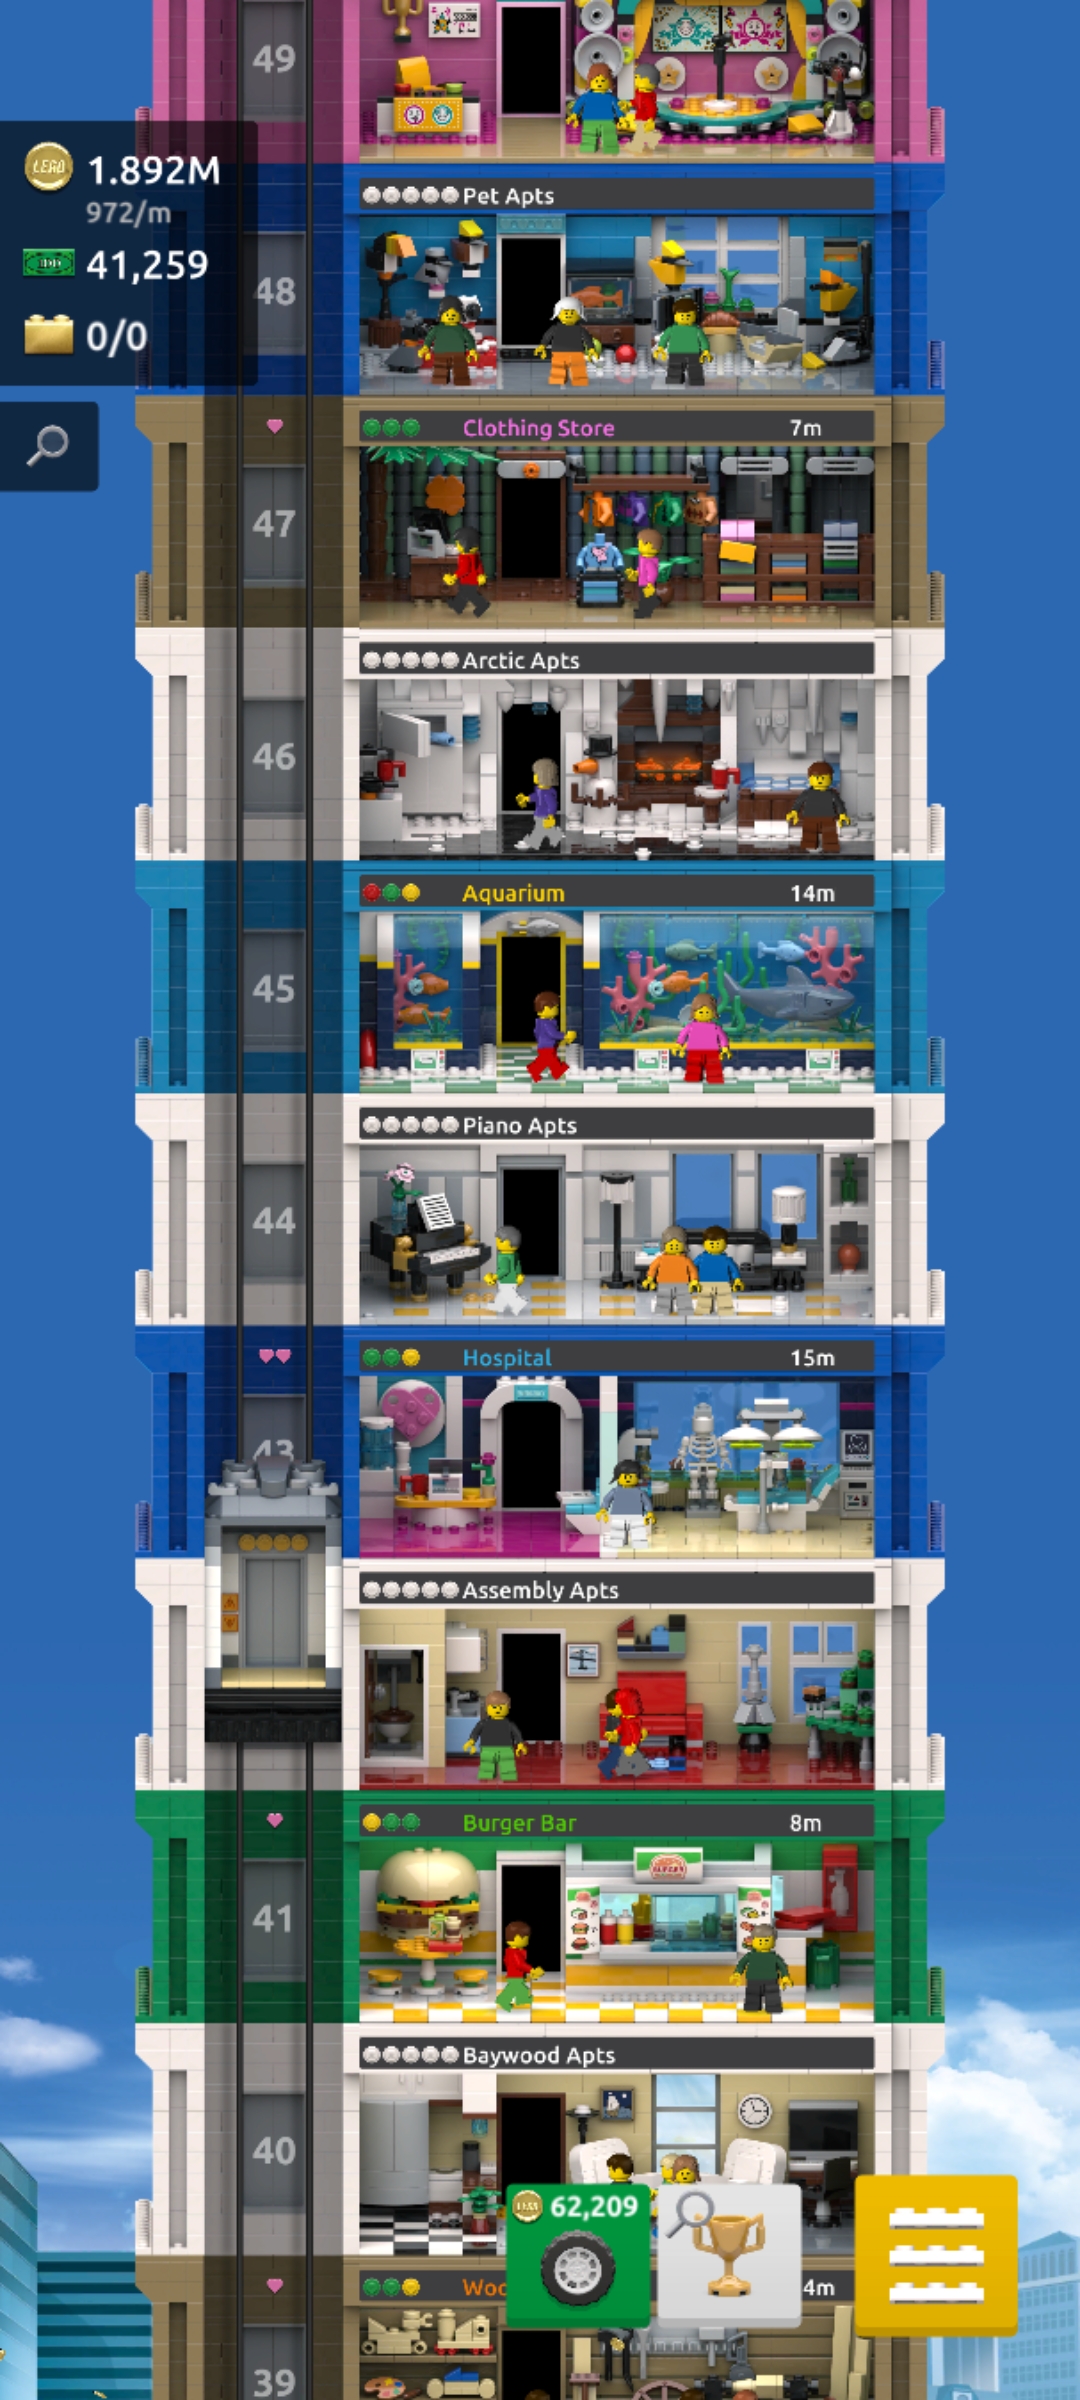 49
LEGO
1.892M
972/m
41,259
0/0
Pet Apts
48
Clothing Store 7m
47
Arctic Apts
46
Aquarium 14m
45
Piano Apts
44
Hospital 15m
43
Assembly Apts
Burger Bar 8m
41
Baywood Apts
40
62,209
4m
39